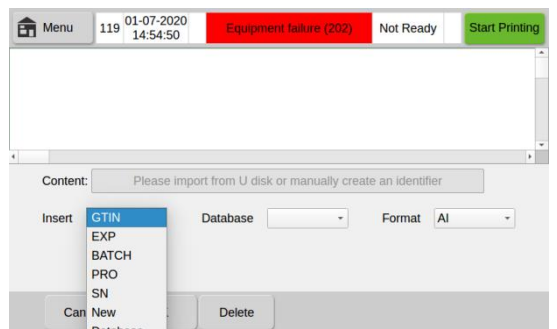 Menu
119
01-07-2020
14:54:50
Equipment failure (202)
Not Ready
Start Printing
Content:
Please import from U disk or manually create an identifier
Insert
GTIN
Database
Format
AI
EXP
BATCH
PRO
SN
New
Can
Delete